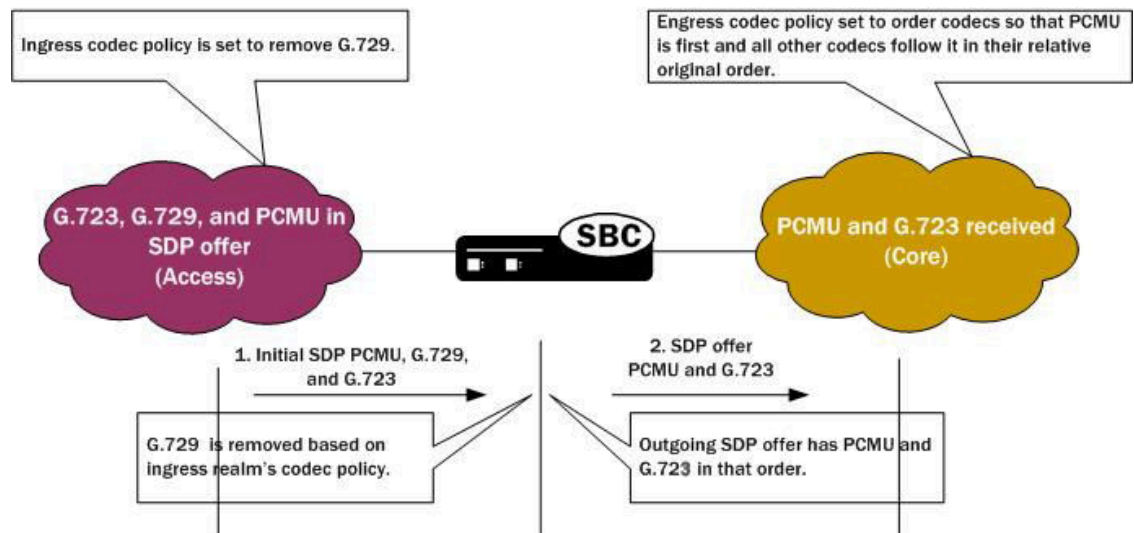 Ingress codec policy is set to remove G.729.
Engress codec policy set to order codecs so that PCMU
is first and all other codecs follow it in their relative
original order.
G.723, G.729, and PCMU in
SDP offer
(Access)
SBC
PCMU and G.723 received
(Core)
1. Initial SDP PCMU, G.729,
and G.723
2. SDP offer
PCMU and G.723
G.729 is removed based on
ingress realm's codec policy.
Outgoing SDP offer has PCMU and
G.723 in that order.